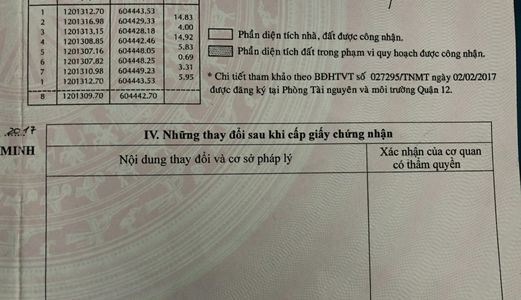 1 1201312.70 604443.53
14.83
2 1201316.98 604429.33
4.00
3 1201313.15 604428.18
14.92
4 1201308.85 604442.46
5.83
5 1201307.16 604448.05
0.69
6 1201307.82 604448.25
3.31
7 1201310.98 604449.23
5.95
1 1201312.70 604443.53
8 1201309.70 604442.70
Phần diện tích nhà, đất được công nhận.
Phần diện tích đất trong phạm vi quy hoạch được công nhận.
* Chi tiết tham khảo theo BĐHTVT số 027295/TNMT ngày 02/02/2017
được đăng ký tại Phòng Tài nguyên và môi trường Quận 12.
2017
MINH
IV. Những thay đổi sau khi cấp giấy chứng nhận
Nội dung thay đổi và cơ sở pháp lý
Xác nhận của cơ quan
có thẩm quyền